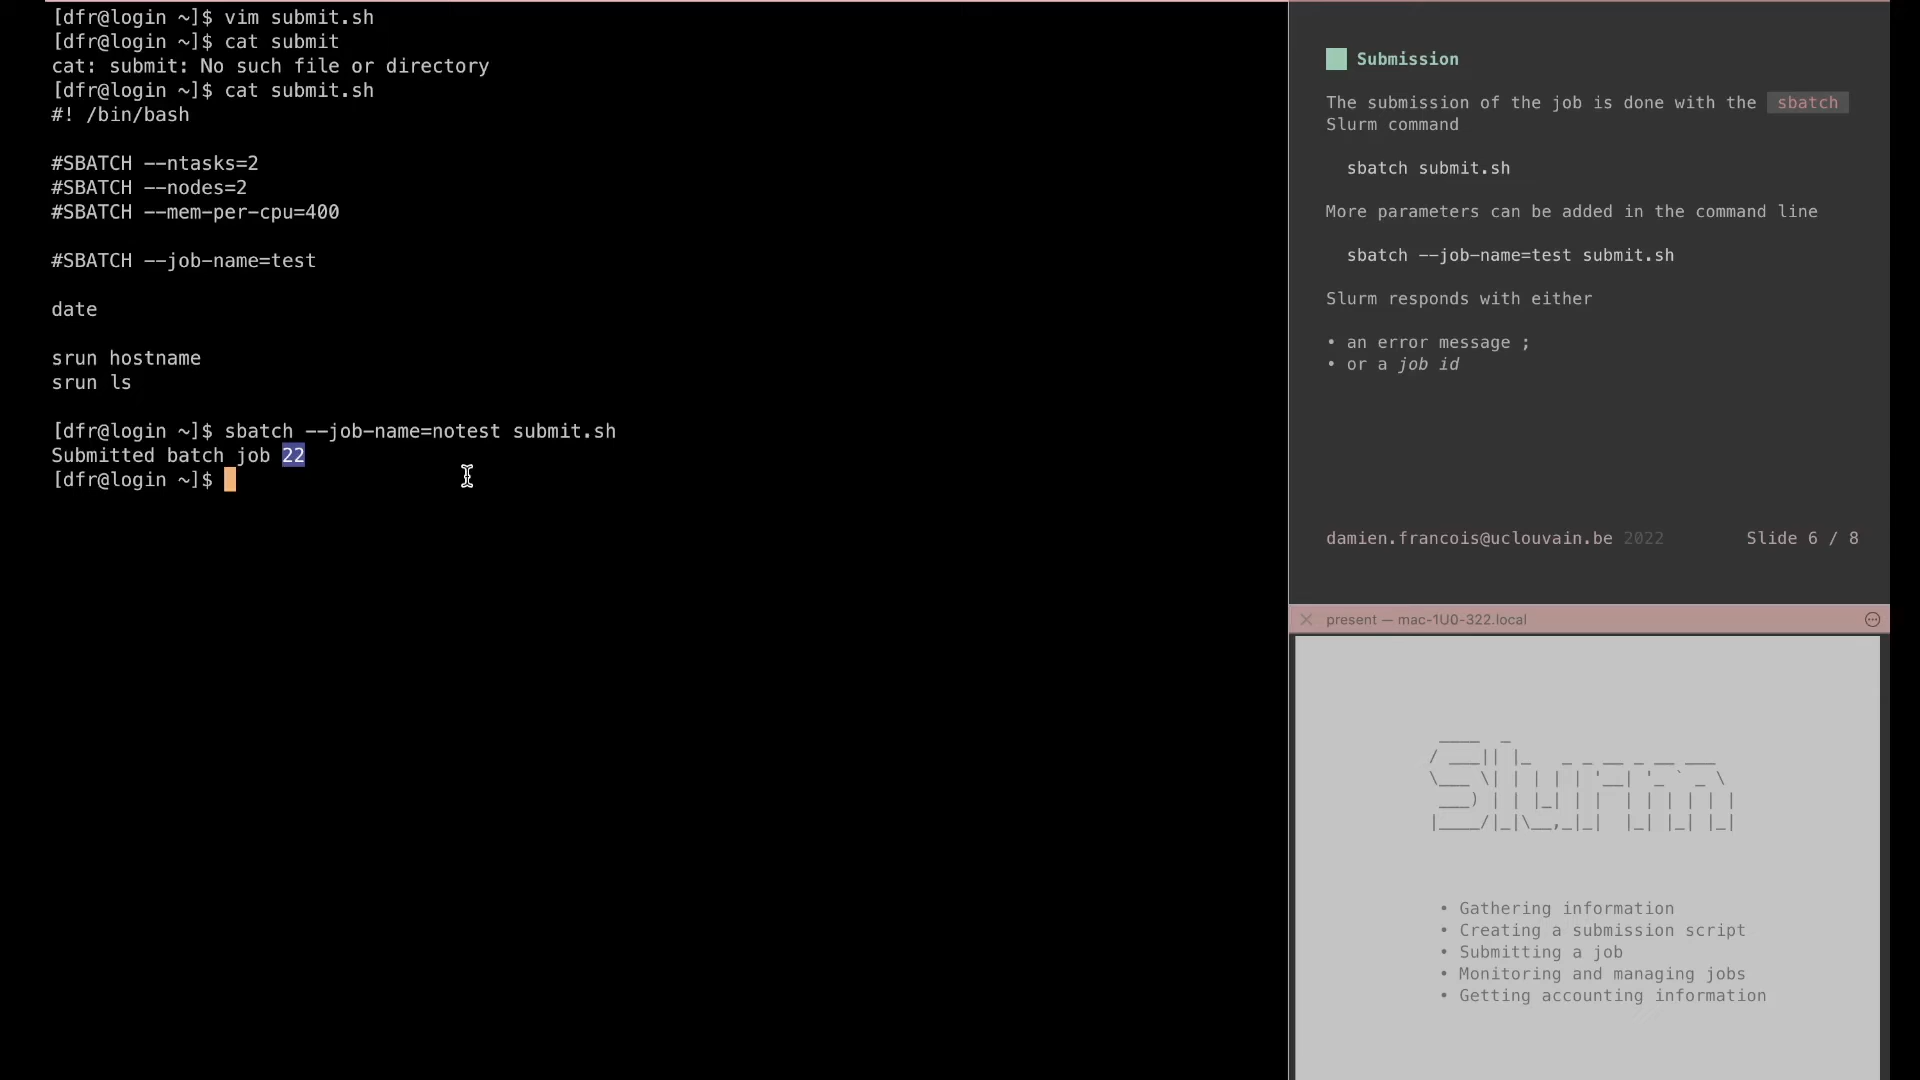 [dfr@login ~]$ vim submit.sh
[dfr@login ~]$ cat submit
cat: submit: No such file or directory
[dfr@login ~]$ cat submit.sh
#! /bin/bash
#SBATCH --ntasks=2
#SBATCH --nodes=2
#SBATCH --mem-per-cpu=400
#SBATCH --job-name=test
date
srun hostname
srun ls
[dfr@login ~]$ sbatch --job-name=notest submit.sh
Submitted batch job 22
[dfr@login ~]$
Submission
The submission of the job is done with the sbatch
Slurm command
sbatch submit.sh
More parameters can be added in the command line
sbatch --job-name=test submit.sh
Slurm responds with either
• an error message ;
• or a job id
damien.francois@uclouvain.be 2022 Slide 6 / 8
present — mac-1U0-322.local
Slurm
• Gathering information
• Creating a submission script
• Submitting a job
• Monitoring and managing jobs
• Getting accounting information